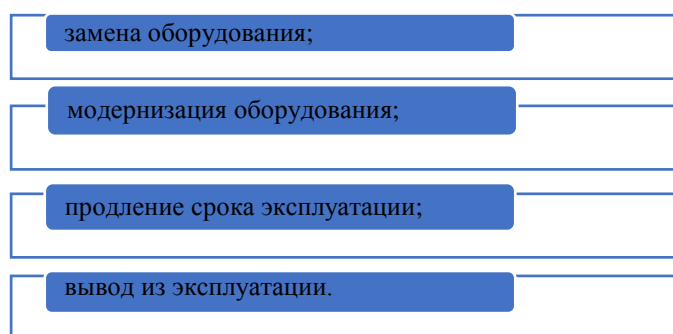 замена оборудования;
модернизация оборудования;
продление срока эксплуатации;
вывод из эксплуатации.